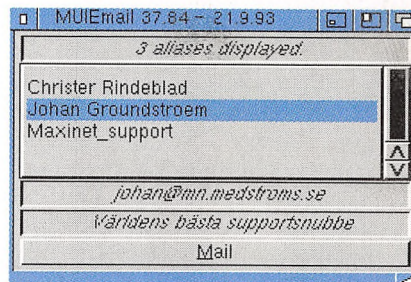 MUIEmail 37.84 - 21.9.93
3 aliases displayed.
Christer Rindeblad
Johan Groundstroem
Maxinet_support
johan@mn.medstroms.se
Världens bästa supportsnubbe
Mail